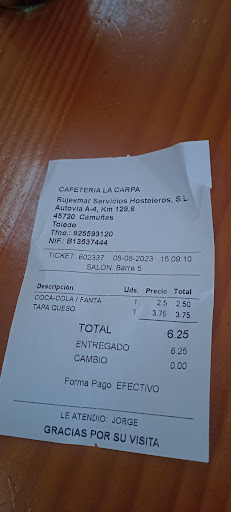 CAFETERIA LA CARPA
Rujesmar Servicios Hosteleros, S.L
Autovia A-4, Km 129,6
45720 Camuñas
Toledo
Tfno.: 925593120
NIF.: B13537444
TICKET 602337 08-08-2023 15:09:10
SALON: Barra 5
Descripción Uds. Precio Total
COCA-COLA / FANTA 1 2.5 2.50
TAPA QUESO 1 3.75 3.75
TOTAL 6.25
ENTREGADO 6.25
CAMBIO 0.00
Forma Pago EFECTIVO
LE ATENDIO: JORGE
GRACIAS POR SU VISITA